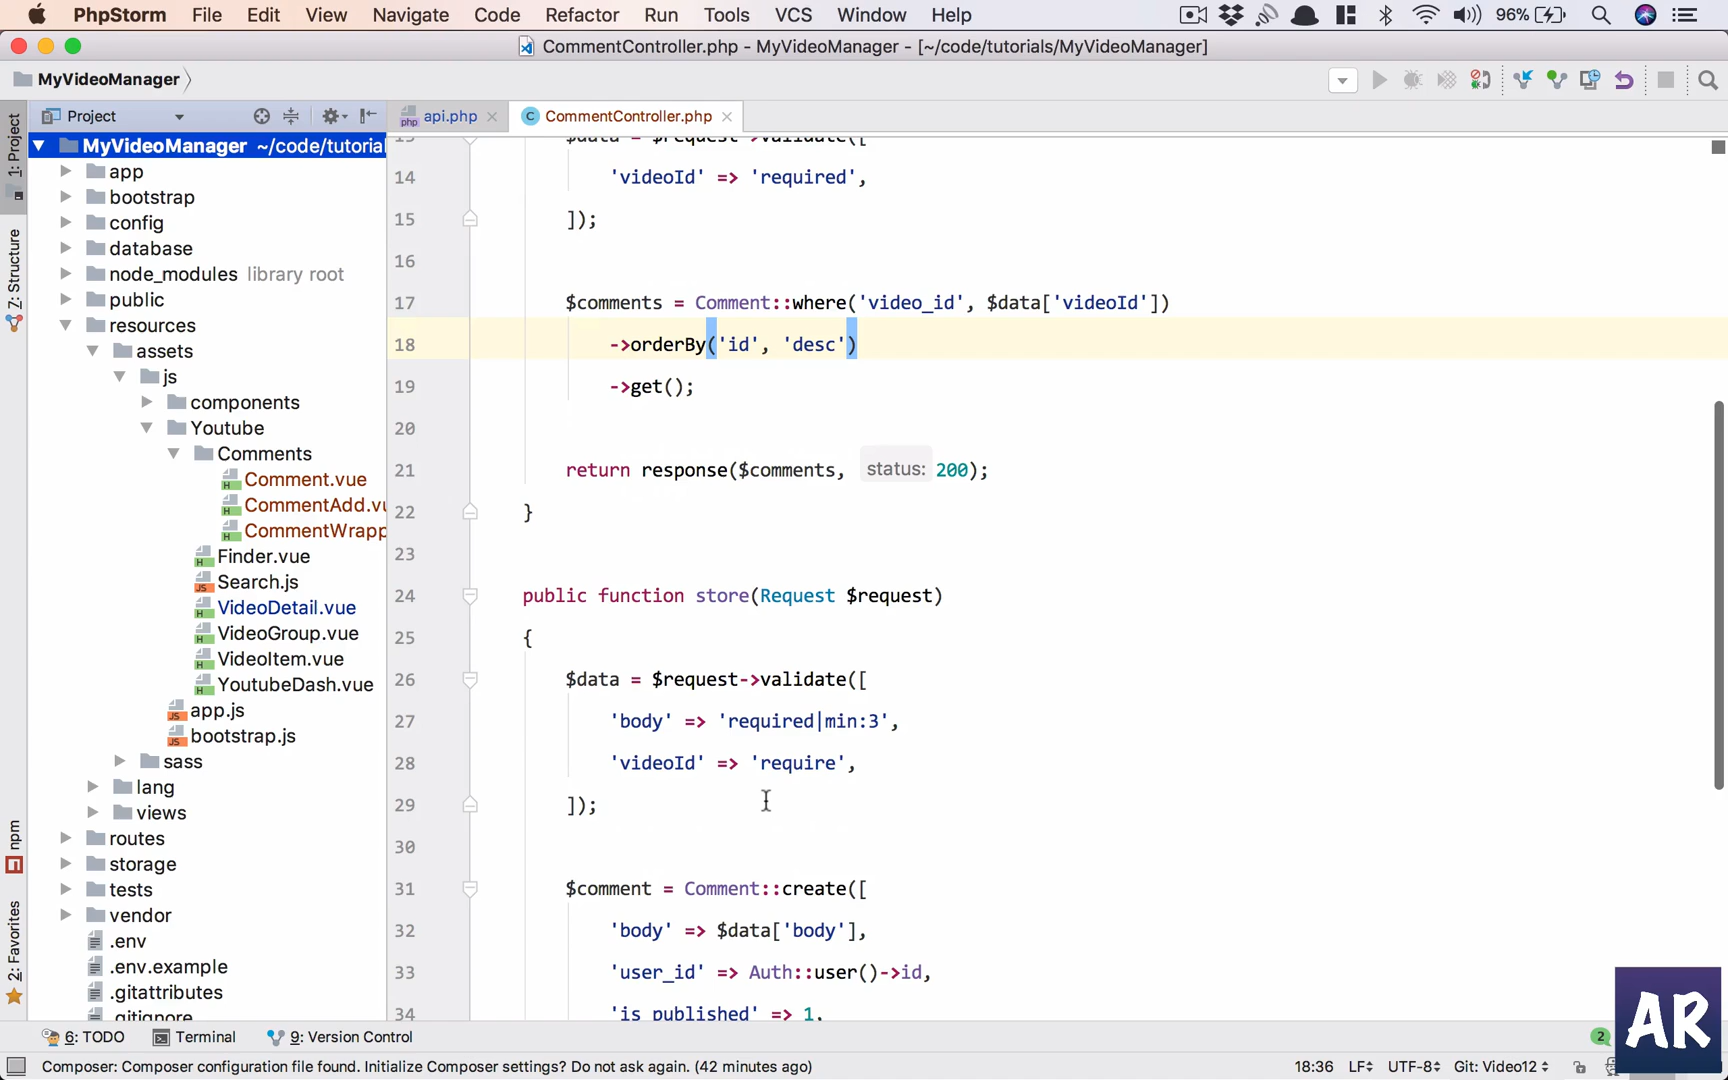 PhpStorm File Edit View Navigate Code Refactor Run Tools VCS Window Help 96%
CommentController.php - MyVideoManager - [~/code/tutorials/MyVideoManager]
MyVideoManager
Project
api.php
CommentController.php
1: Project
Z: Structure
npm
2: Favorites
MyVideoManager ~/code/tutorial
app
bootstrap
config
database
node_modules library root
public
resources
assets
js
components
Youtube
Comments
Comment.vue
CommentAdd.vu
CommentWrapp
Finder.vue
Search.js
VideoDetail.vue
VideoGroup.vue
VideoItem.vue
YoutubeDash.vue
app.js
bootstrap.js
sass
lang
views
routes
storage
tests
vendor
.env
.env.example
.gitattributes
.gitignore
13 $data = $request->validate([
14 'videoId' => 'required',
15 ]);
16
17 $comments = Comment::where('video_id', $data['videoId'])
18 ->orderBy('id', 'desc')
19 ->get();
20
21 return response($comments, status: 200);
22 }
23
24 public function store(Request $request)
25 {
26 $data = $request->validate([
27 'body' => 'required|min:3',
28 'videoId' => 'require',
29 ]);
30
31 $comment = Comment::create([
32 'body' => $data['body'],
33 'user_id' => Auth::user()->id,
34 'is_published' => 1,
6: TODO
Terminal
9: Version Control
2
AR
Composer: Composer configuration file found. Initialize Composer settings? Do not ask again. (42 minutes ago)
18:36 LF UTF-8 Git: Video12